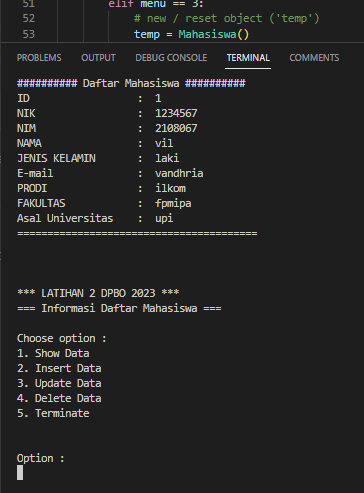 51 elif menu == 3:
52 # new / reset object ('temp')
53 temp = Mahasiswa()
PROBLEMS OUTPUT DEBUG CONSOLE TERMINAL COMMENTS
########## Daftar Mahasiswa ##########
ID : 1
NIK : 1234567
NIM : 2108067
NAMA : vil
JENIS KELAMIN : laki
E-mail : vandhria
PRODI : ilkom
FAKULTAS : fpmipa
Asal Universitas : upi
========================================
*** LATIHAN 2 DPBO 2023 ***
=== Informasi Daftar Mahasiswa ===
Choose option :
1. Show Data
2. Insert Data
3. Update Data
4. Delete Data
5. Terminate
Option :